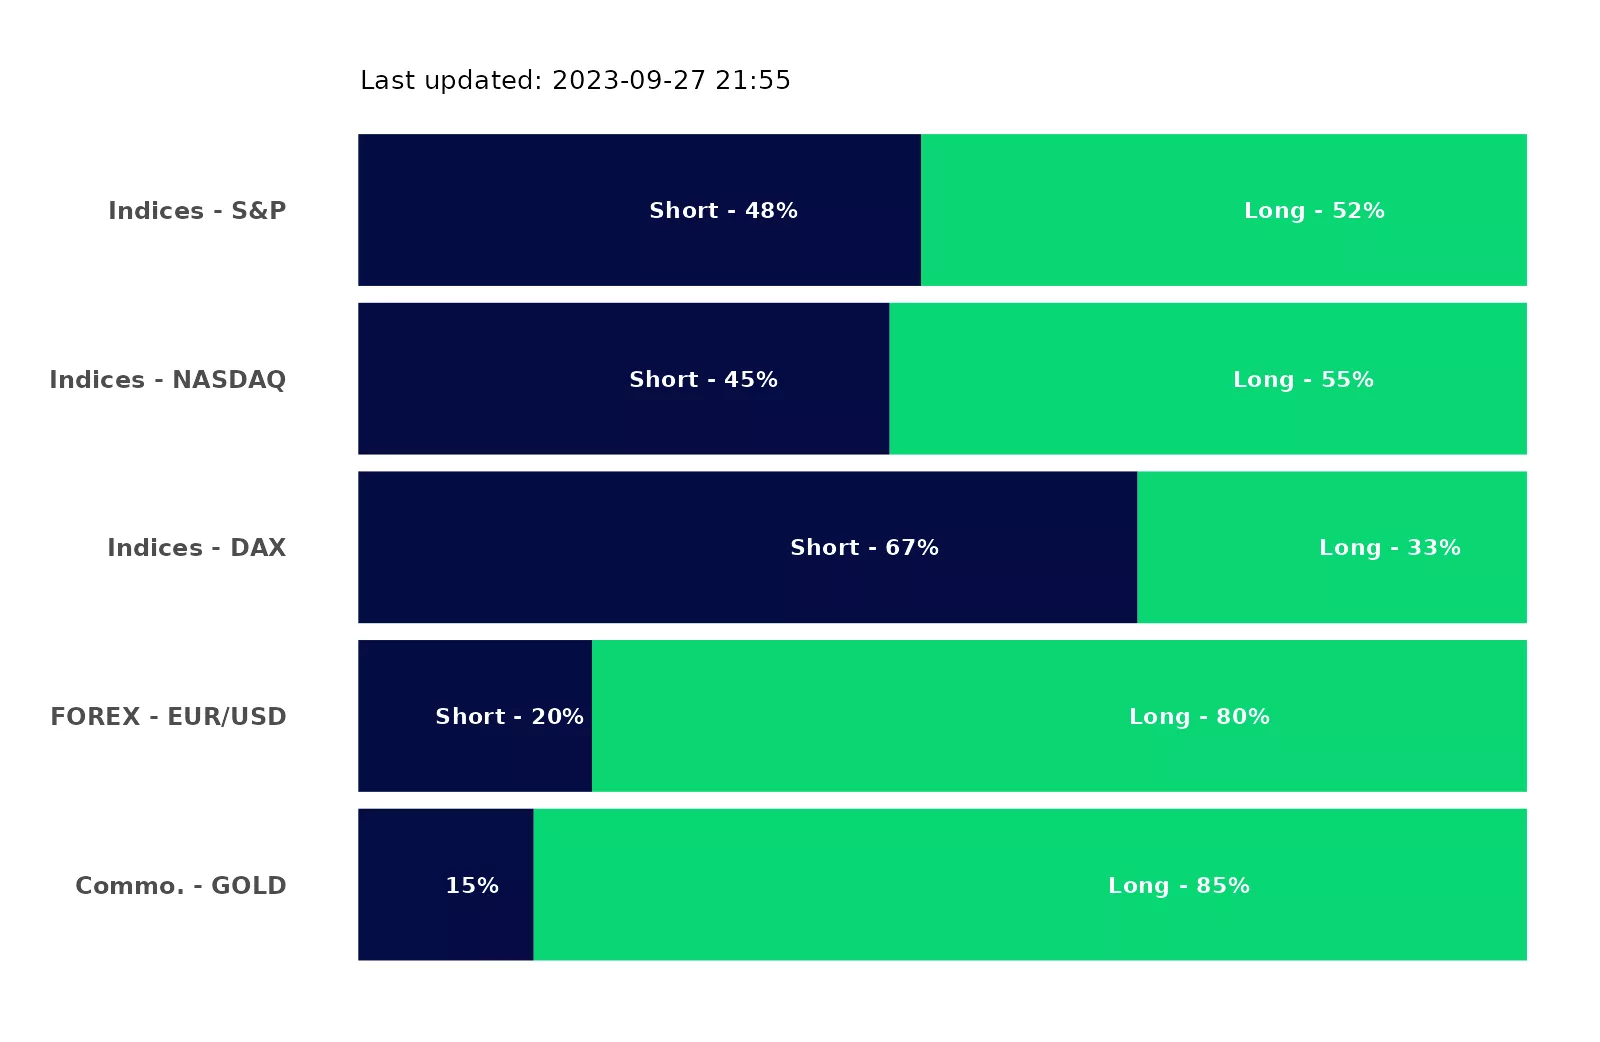 Last updated: 2023-09-27 21:55
Indices - S&P Short - 48% Long - 52%
Indices - NASDAQ Short - 45% Long - 55%
Indices - DAX Short - 67% Long - 33%
FOREX - EUR/USD Short - 20% Long - 80%
Commo. - GOLD 15% Long - 85%